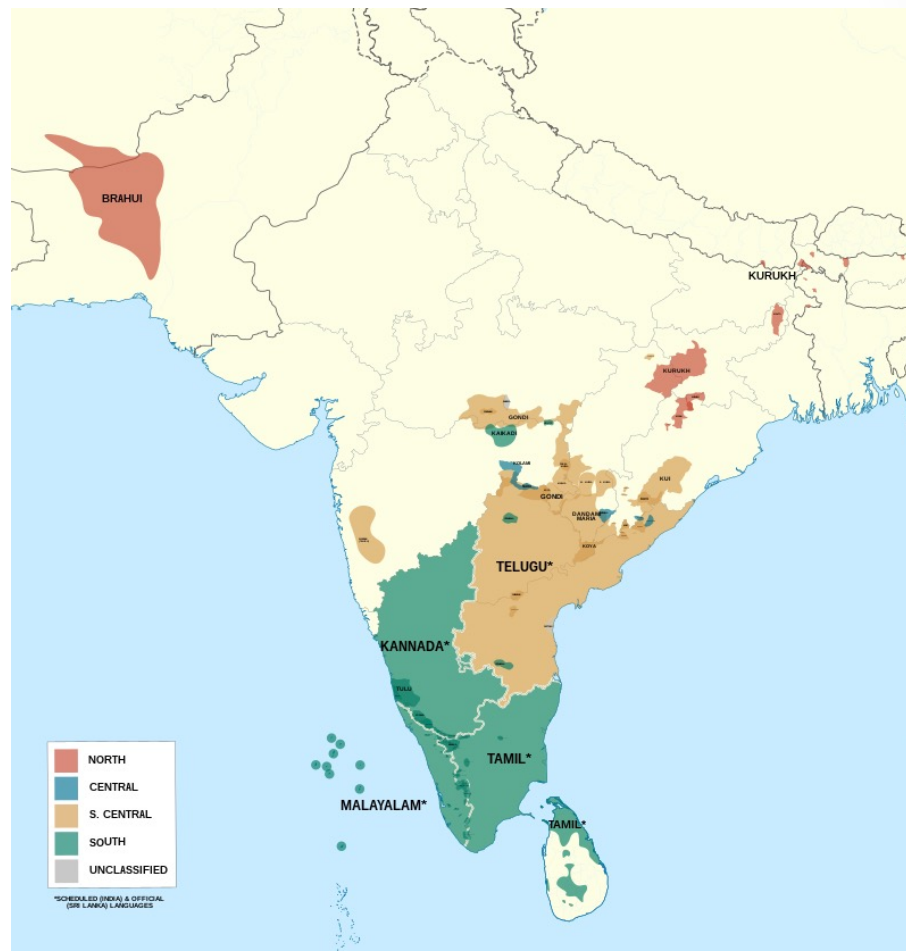 BRAHUI
KURUKH
KURUKH
GONDI
KAIKADI
KOLAMI
KUI
GONDI
DANDAMI
MARIA
KOYA
TELUGU*
KANNADA*
TULU
TAMIL*
MALAYALAM*
TAMIL*
NORTH
CENTRAL
S. CENTRAL
SOUTH
UNCLASSIFIED
*SCHEDULED (INDIA) & OFFICIAL
(SRI LANKA) LANGUAGES